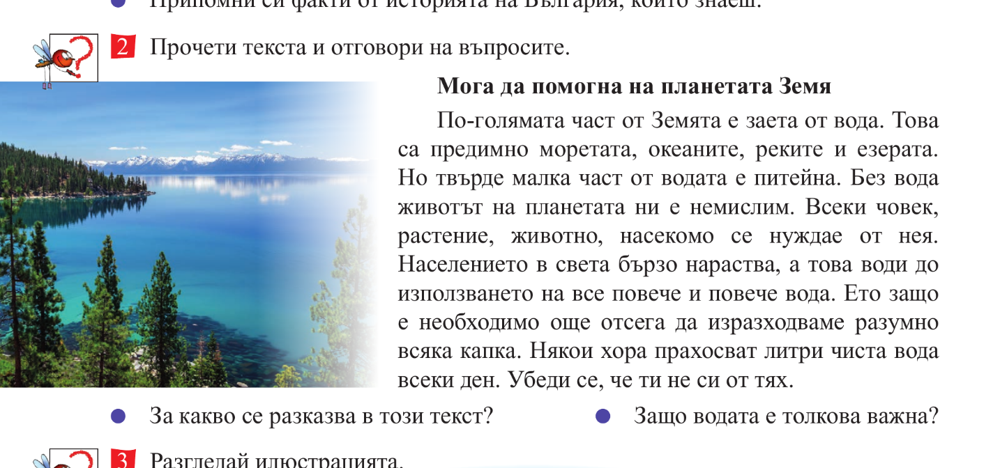 Припомни си факти от историята на България, които знаеш.
2 Прочети текста и отговори на въпросите.
Мога да помогна на планетата Земя
По-голямата част от Земята е заета от вода. Това
са предимно моретата, океаните, реките и езерата.
Но твърде малка част от водата е питейна. Без вода
животът на планетата ни е немислим. Всеки човек,
растение, животно, насекомо се нуждае от нея.
Населението в света бързо нараства, а това води до
използването на все повече и повече вода. Ето защо
е необходимо още отсега да изразходваме разумно
всяка капка. Някои хора прахосват литри чиста вода
всеки ден. Убеди се, че ти не си от тях.
За какво се разказва в този текст? Защо водата е толкова важна?
3 Разгледай илюстрацията.